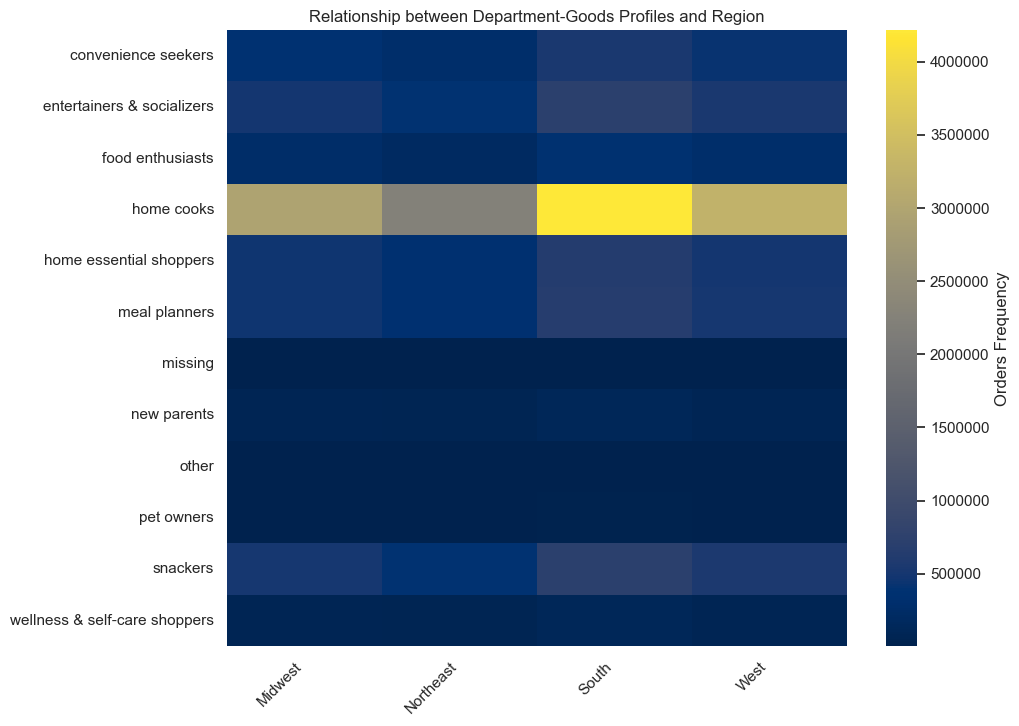 Relationship between Department-Goods Profiles and Region
convenience seekers
entertainers & socializers
food enthusiasts
home cooks
home essential shoppers
meal planners
missing
new parents
other
pet owners
snackers
wellness & self-care shoppers
Midwest
Northeast
South
West
4000000
3500000
3000000
2500000
2000000
1500000
1000000
500000
Orders Frequency